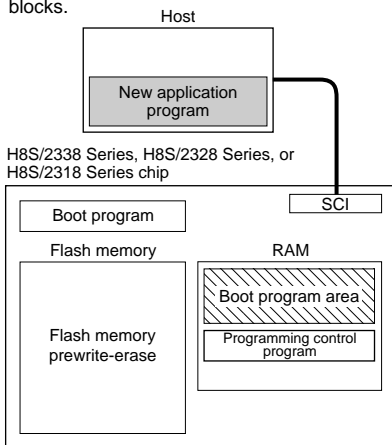 blocks.
Host
New application
program
H8S/2338 Series, H8S/2328 Series, or
H8S/2318 Series chip
SCI
Boot program
Flash memory
RAM
Boot program area
Flash memory
prewrite-erase
Programming control
program